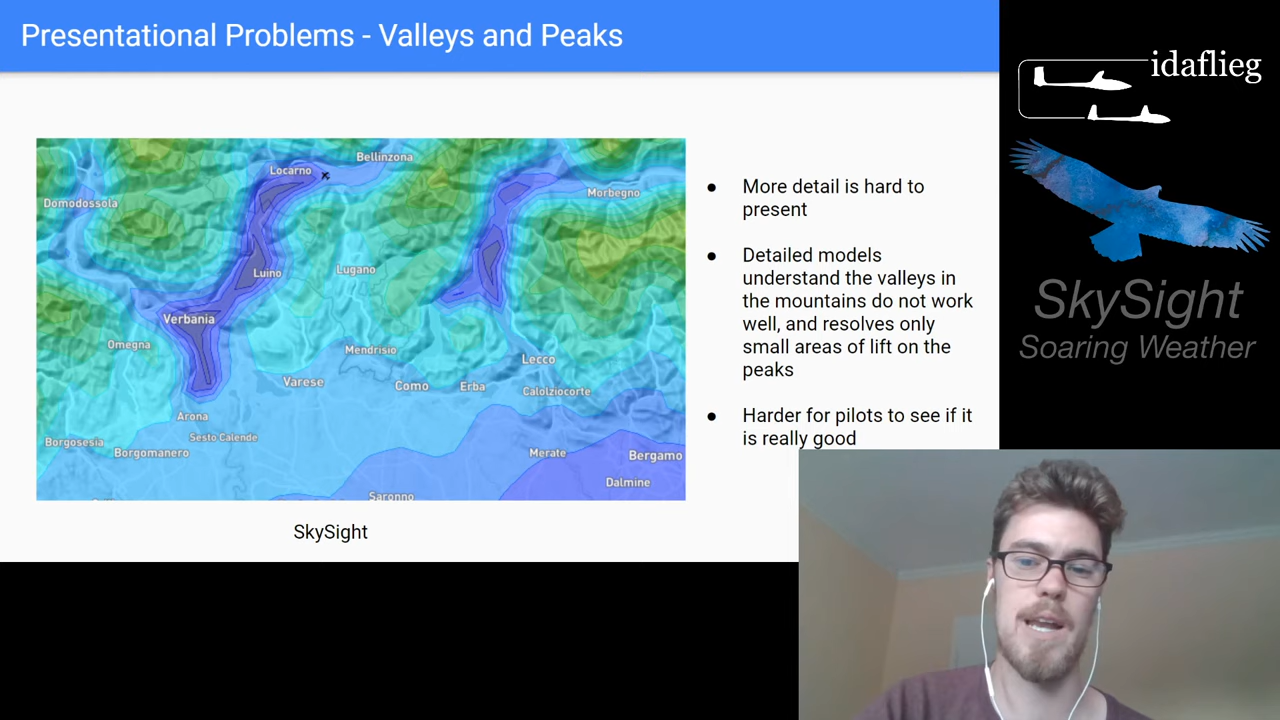 Presentational Problems - Valleys and Peaks
idaflieg
Bellinzona
Locarno
Morbegno
Domodossola
Luino
Lugano
Verbania
Omegna
Mendrisio
Lecco
Varese
Como
Erba
Calolziocorte
Arona
Sesto Calende
Borgosesia
Borgomanero
Merate
Bergamo
Dalmine
Saronno
SkySight
● More detail is hard to
present
● Detailed models
understand the valleys in
the mountains do not work
well, and resolves only
small areas of lift on the
peaks
● Harder for pilots to see if it
is really good
SkySight
Soaring Weather